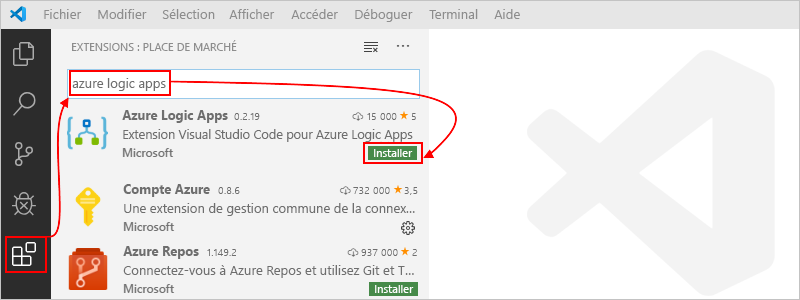 Fichier Modifier Sélection Afficher Accéder Déboguer Terminal Aide
EXTENSIONS : PLACE DE MARCHÉ
azure logic apps
Azure Logic Apps 0.2.19 15 000 ★ 5
Extension Visual Studio Code pour Azure Logic Apps
Microsoft Installer
Compte Azure 0.8.6 732 000 ★ 3,5
Une extension de gestion commune de la connex...
Microsoft
Azure Repos 1.149.2 937 000 ★ 2
Connectez-vous à Azure Repos et utilisez Git et T...
Microsoft Installer